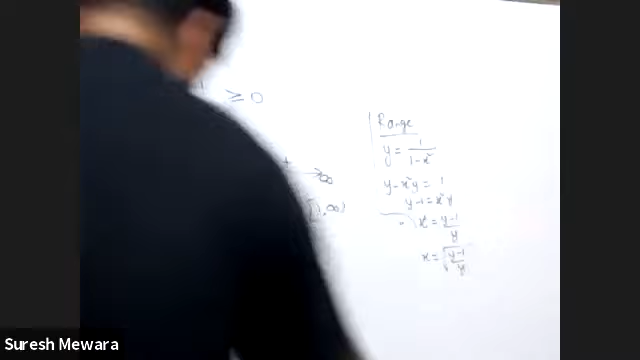 ≥ 0
Range
y = 1/(1-x²)
y - x²y = 1
y-1 = x²y
x² = (y-1)/y
x = √((y-1)/y)
+
∞
, ∞)
Suresh Mewara